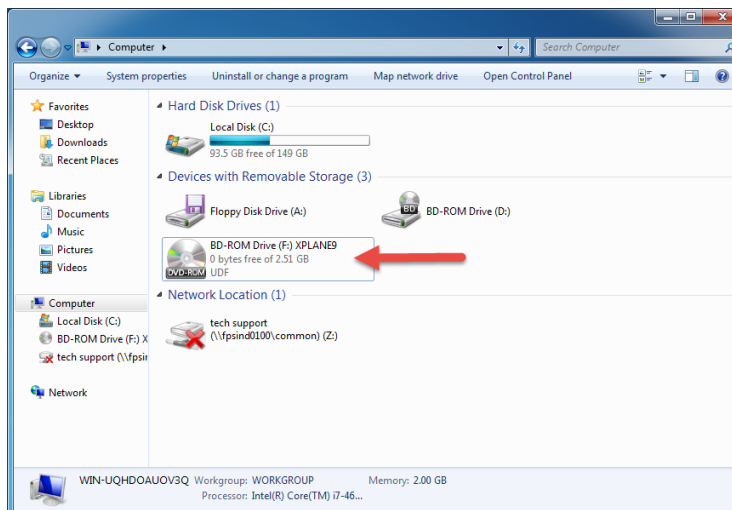 Computer
Search Computer
Organize
System properties
Uninstall or change a program
Map network drive
Open Control Panel
Favorites
Desktop
Downloads
Recent Places
Libraries
Documents
Music
Pictures
Videos
Computer
Local Disk (C:)
BD-ROM Drive (F:) X
tech support (\\fpsir
Network
Hard Disk Drives (1)
Local Disk (C:)
93.5 GB free of 149 GB
Devices with Removable Storage (3)
Floppy Disk Drive (A:)
BD
BD-ROM Drive (D:)
DVD-ROM
BD-ROM Drive (F:) XPLANE9
0 bytes free of 2.51 GB
UDF
Network Location (1)
tech support
(\\fpsind0100\common) (Z:)
WIN-UQHDOAUOV3Q Workgroup: WORKGROUP Memory: 2.00 GB
Processor: Intel(R) Core(TM) i7-46...